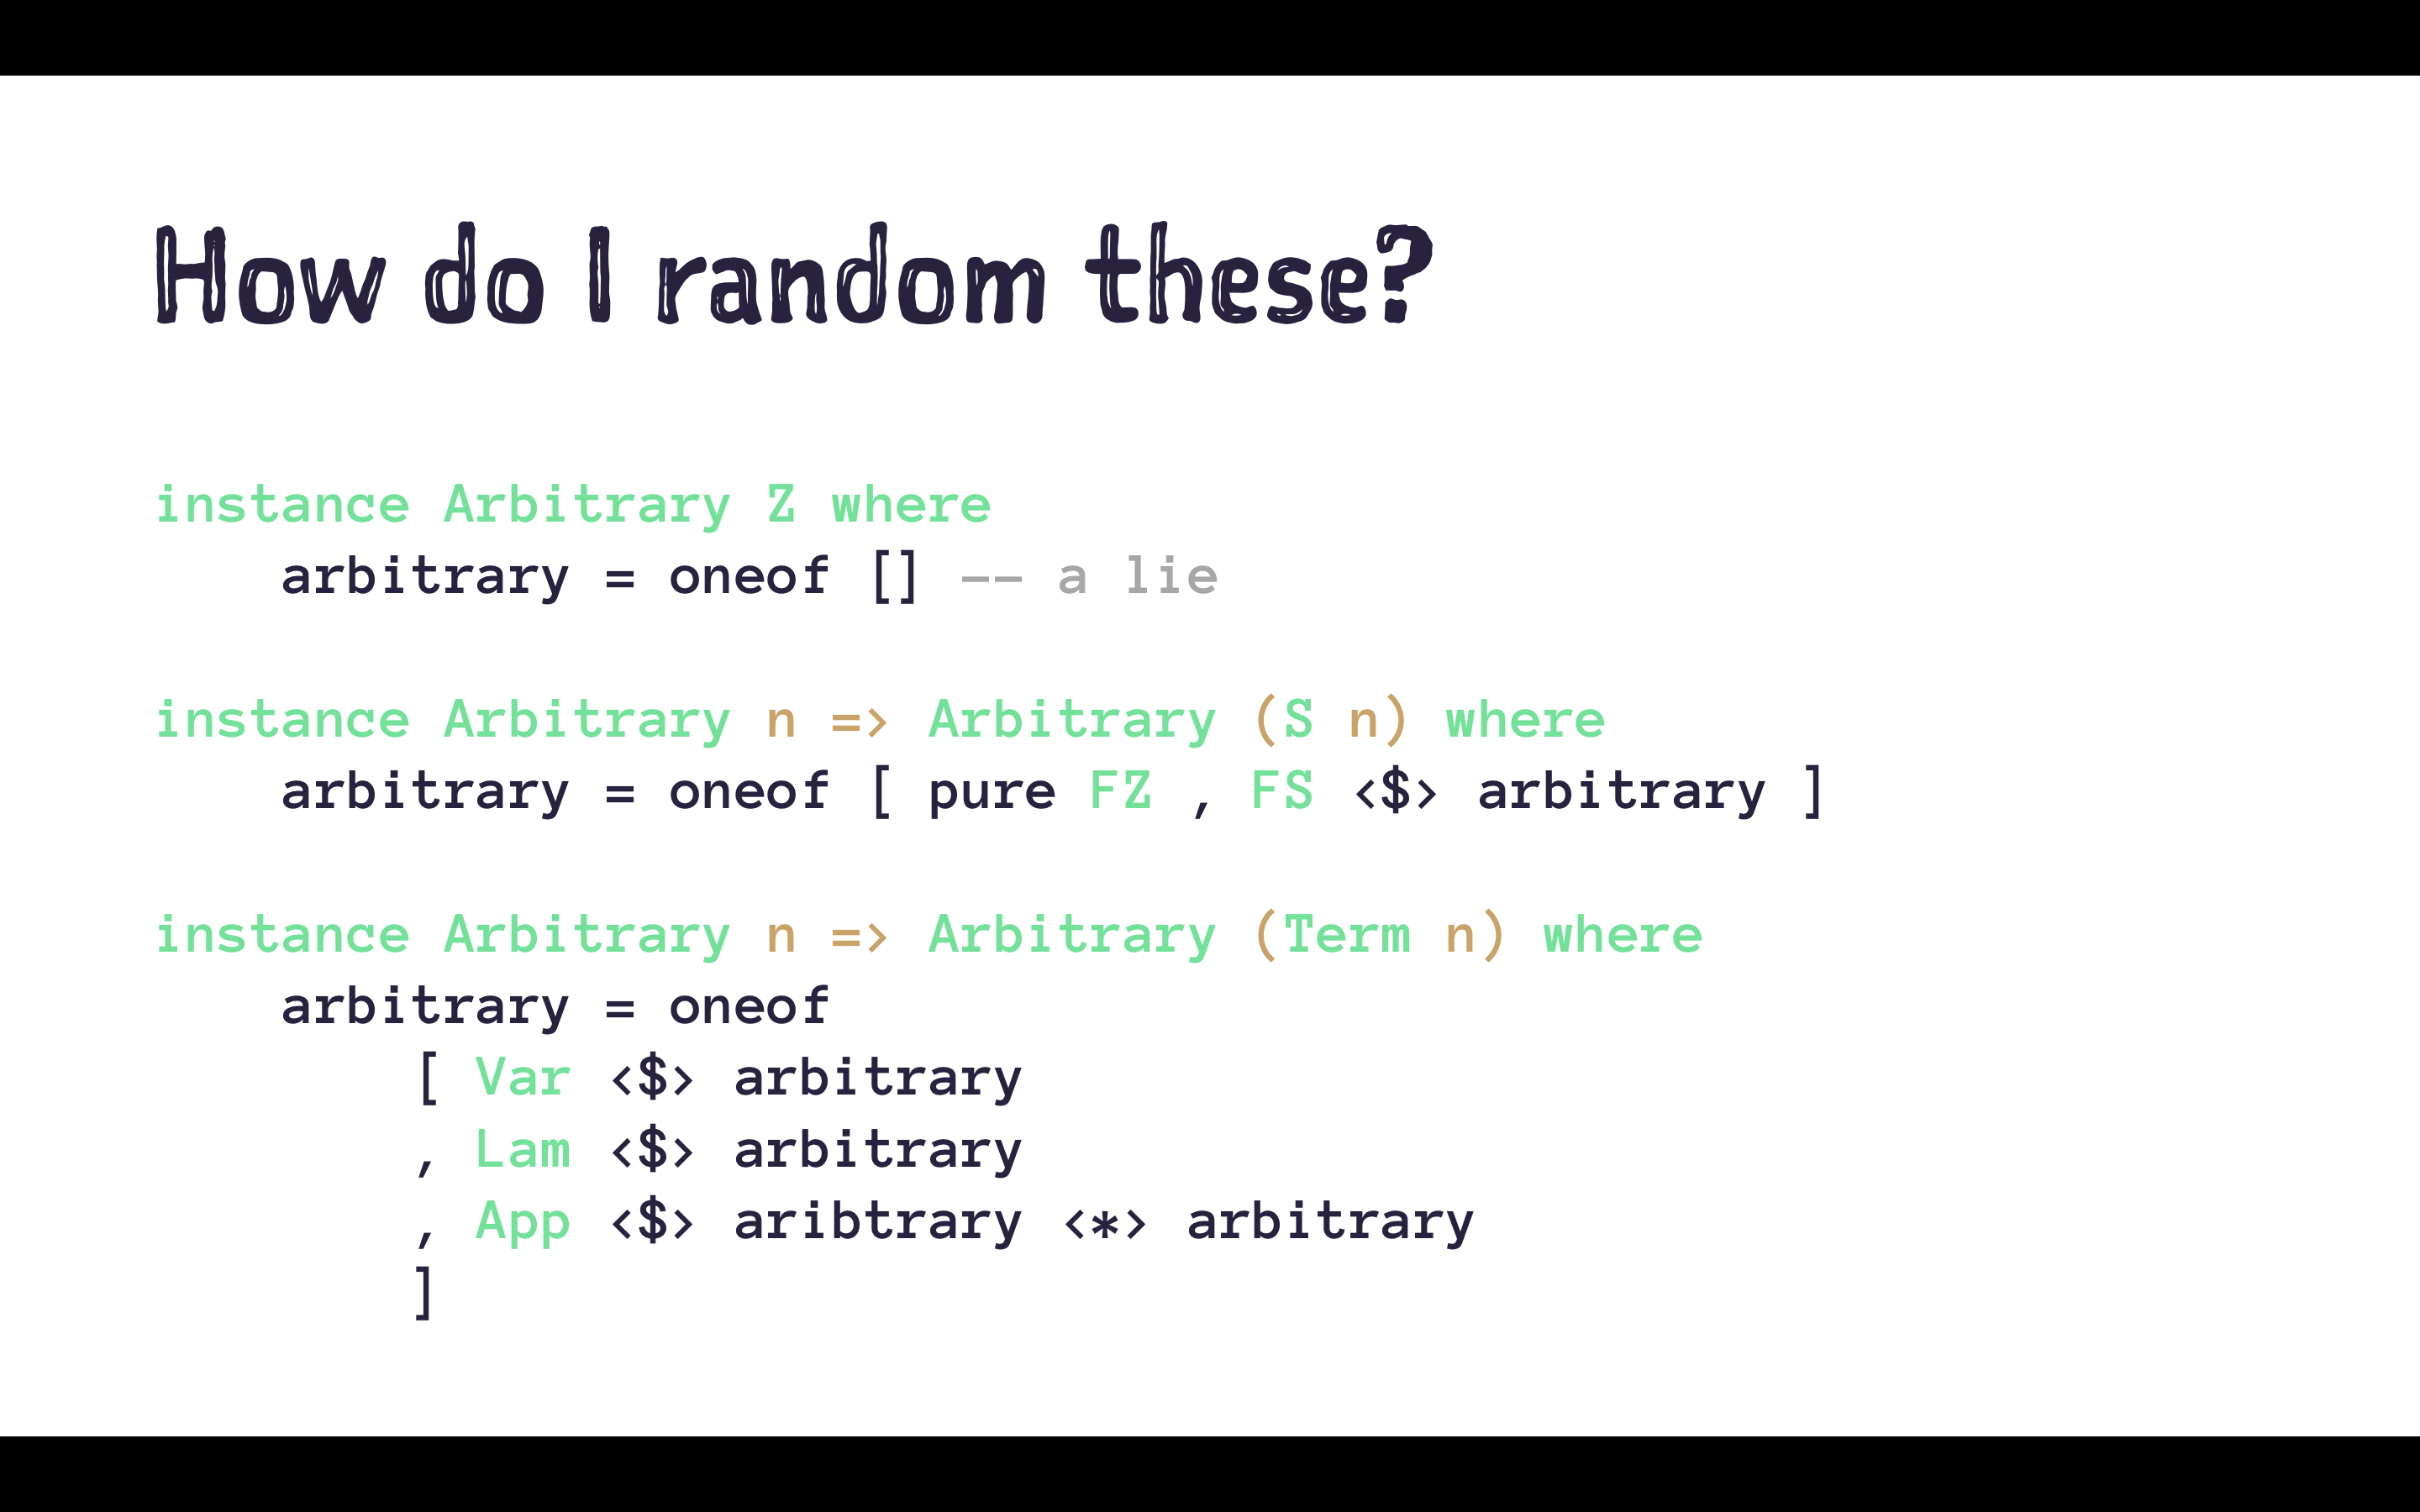 How do I random these?
instance Arbitrary Z where
    arbitrary = oneof [] -- a lie
instance Arbitrary n => Arbitrary (S n) where
    arbitrary = oneof [ pure FZ , FS <$> arbitrary ]
instance Arbitrary n => Arbitrary (Term n) where
    arbitrary = oneof
        [ Var <$> arbitrary
        , Lam <$> arbitrary
        , App <$> aribtrary <*> arbitrary
        ]